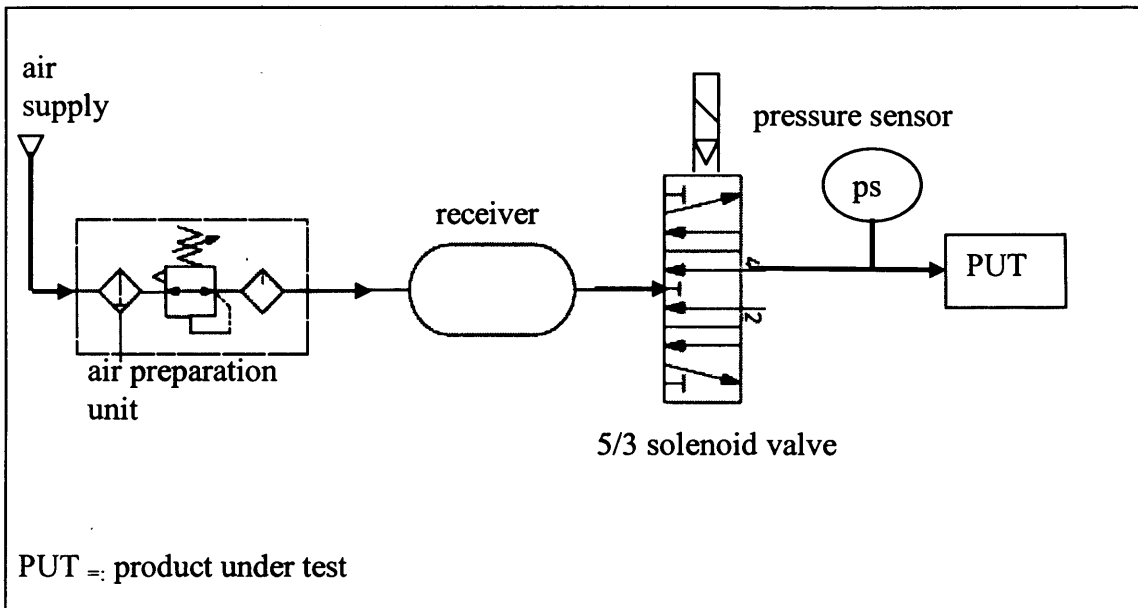 air
supply
pressure sensor
ps
receiver
4
PUT
2
air preparation
unit
5/3 solenoid valve
PUT =: product under test